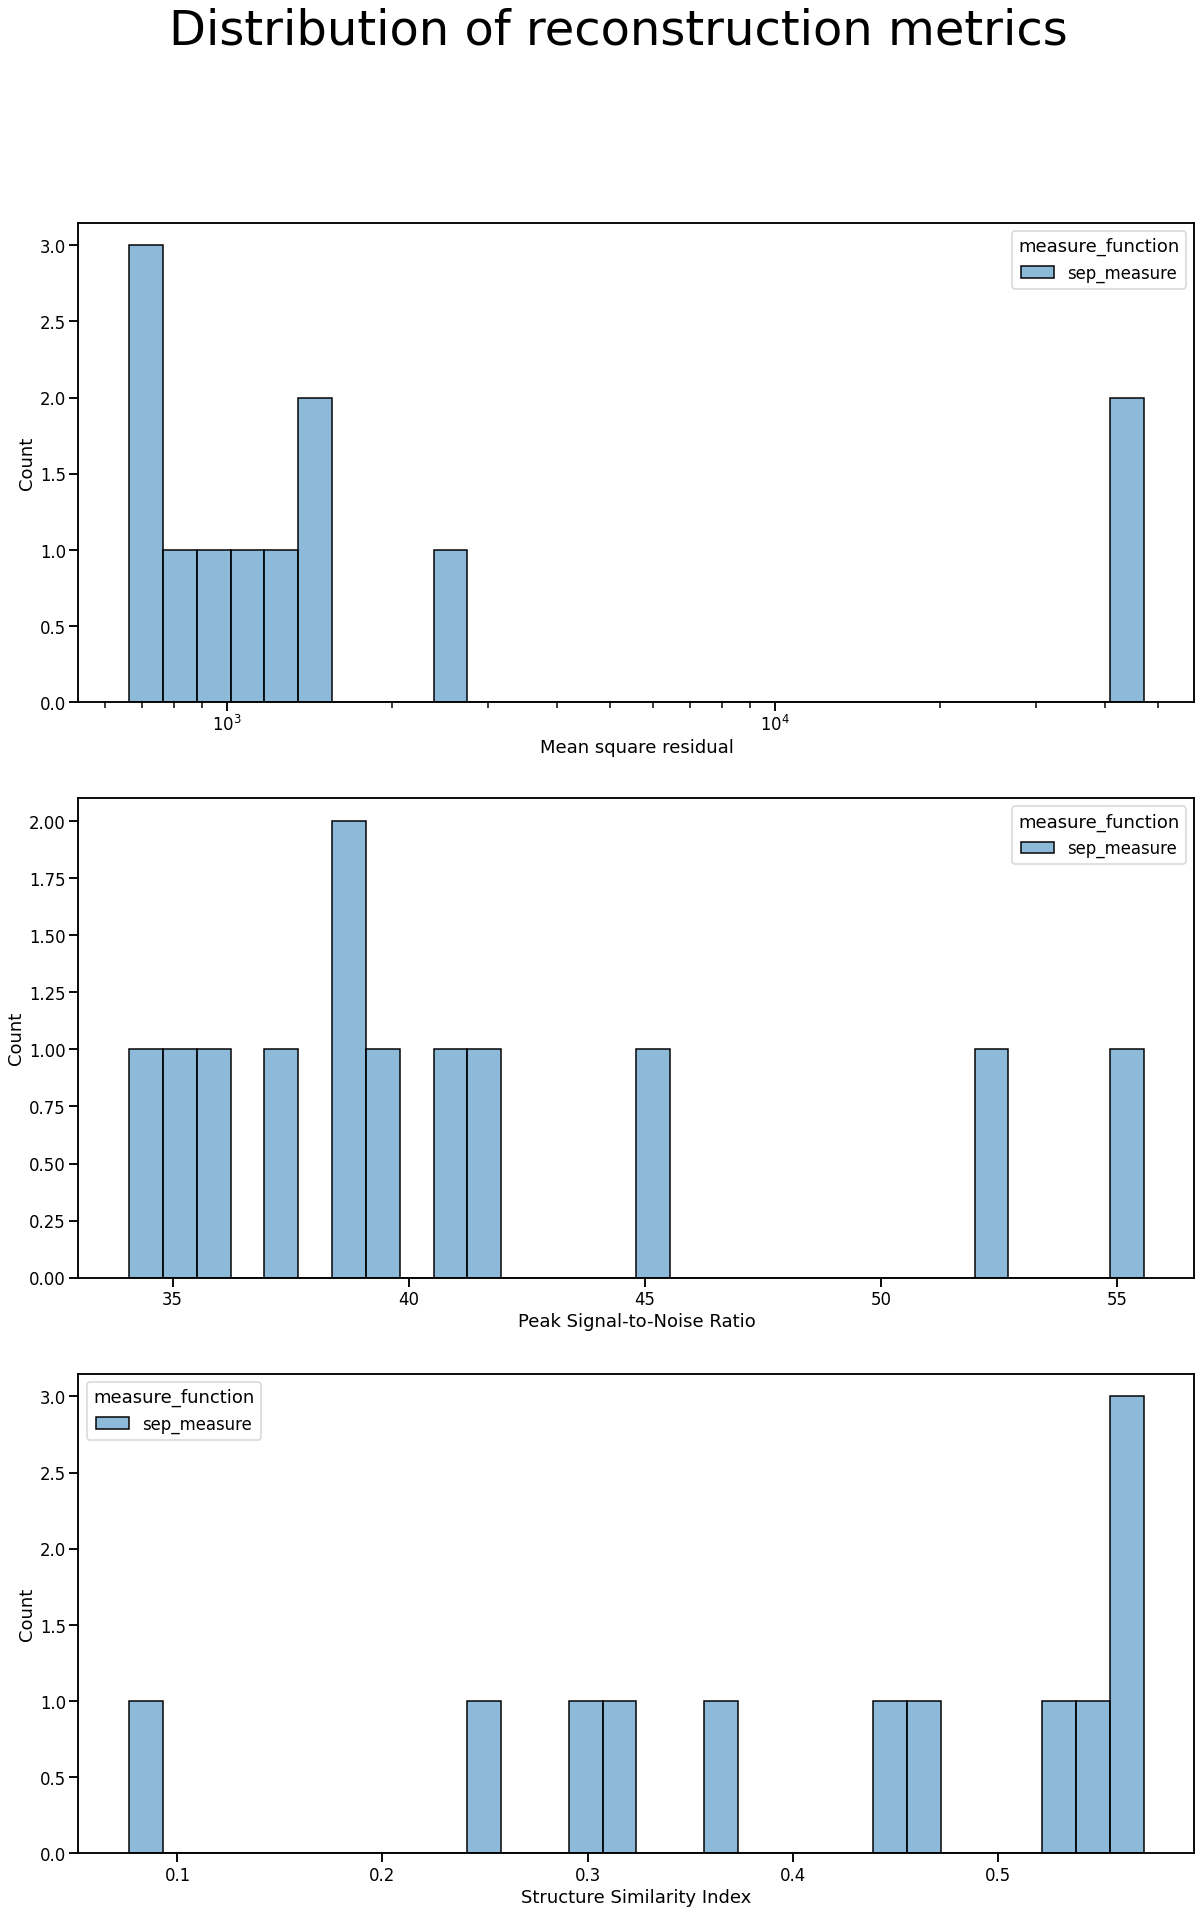 Distribution of reconstruction metrics
measure_function
sep_measure
3.0
2.5
2.0
1.5
1.0
0.5
0.0
Count
10³
10⁴
Mean square residual
measure_function
sep_measure
2.00
1.75
1.50
1.25
1.00
0.75
0.50
0.25
0.00
Count
35
40
45
50
55
Peak Signal-to-Noise Ratio
measure_function
sep_measure
3.0
2.5
2.0
1.5
1.0
0.5
0.0
Count
0.1
0.2
0.3
0.4
0.5
Structure Similarity Index